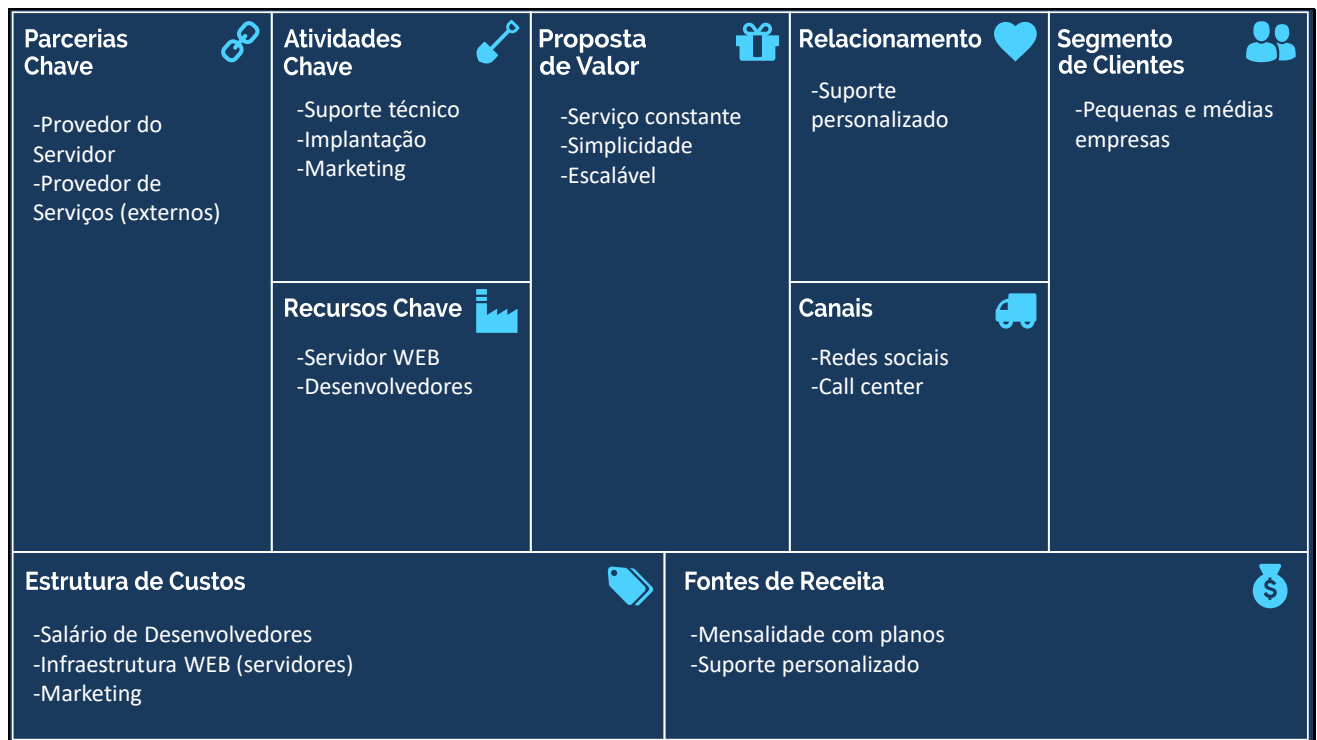 Parcerias
Chave
-Provedor do
Servidor
-Provedor de
Serviços (externos)
Atividades
Chave
-Suporte técnico
-Implantação
-Marketing
Recursos Chave
-Servidor WEB
-Desenvolvedores
Proposta
de Valor
-Serviço constante
-Simplicidade
-Escalável
Relacionamento
-Suporte
personalizado
Canais
-Redes sociais
-Call center
Segmento
de Clientes
-Pequenas e médias
empresas
Estrutura de Custos
-Salário de Desenvolvedores
-Infraestrutura WEB (servidores)
-Marketing
Fontes de Receita
$
-Mensalidade com planos
-Suporte personalizado